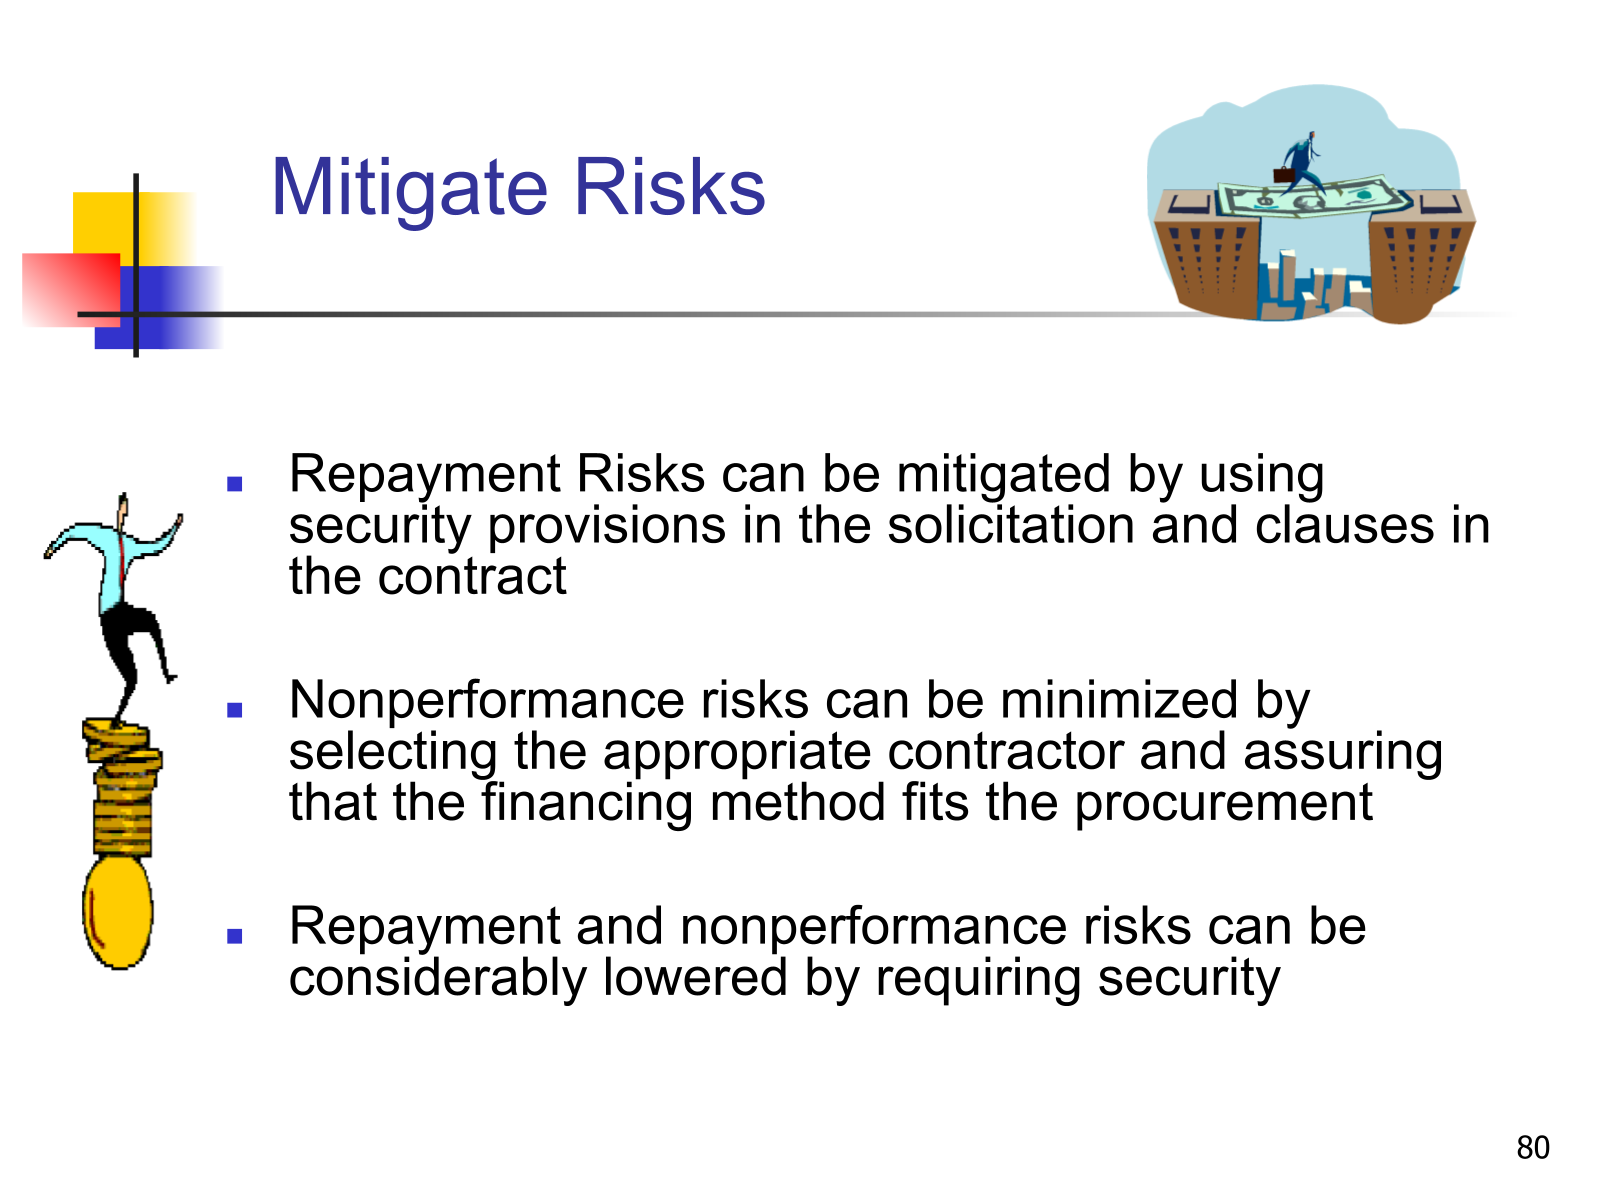 Mitigate Risks
Repayment Risks can be mitigated by using
security provisions in the solicitation and clauses in
the contract
Nonperformance risks can be minimized by
selecting the appropriate contractor and assuring
that the financing method fits the procurement
Repayment and nonperformance risks can be
considerably lowered by requiring security
80